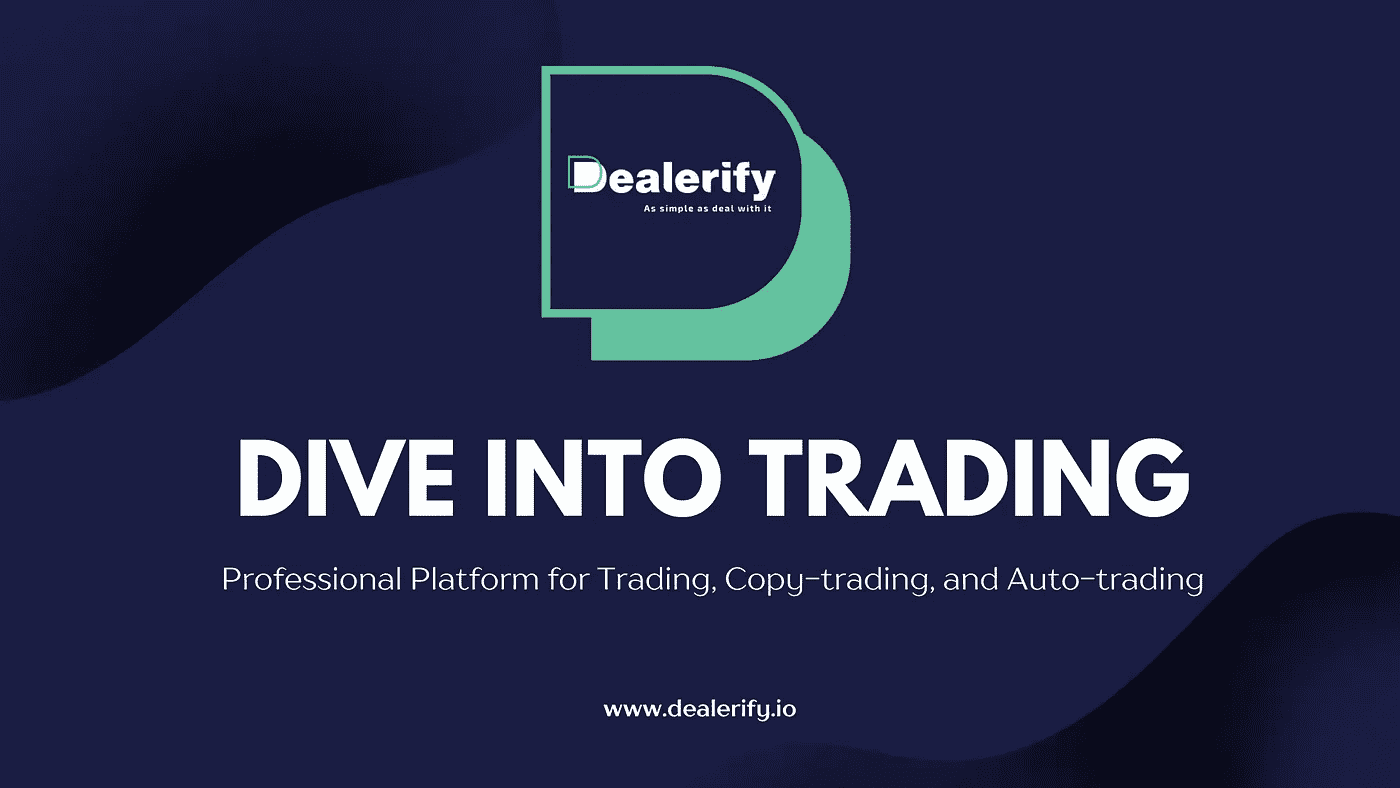 Dealerify
As simple as deal with it
DIVE INTO TRADING
Professional Platform for Trading, Copy-trading, and Auto-trading
www.dealerify.io